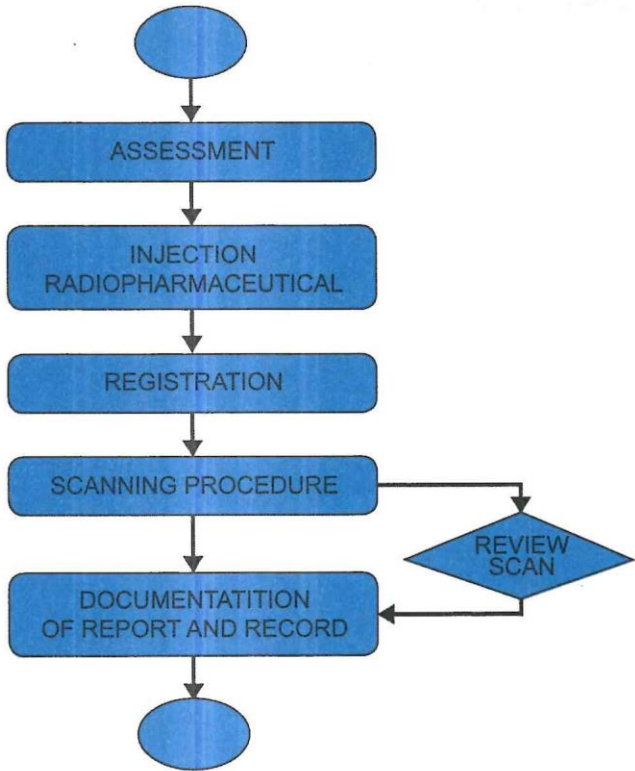 ASSESSMENT
INJECTION
RADIOPHARMACEUTICAL
REGISTRATION
SCANNING PROCEDURE
REVIEW
SCAN
DOCUMENTATITION
OF REPORT AND RECORD